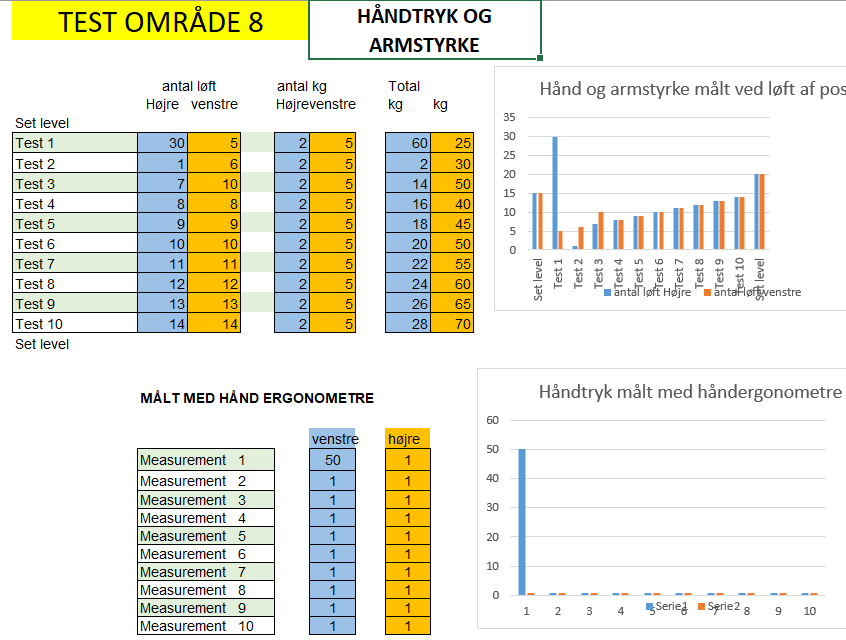 TEST OMRÅDE 8
HÅNDTRYK OG
ARMSTYRKE
antal løft antal kg Total
Højre venstre Højre venstre kg kg
Set level
Test 1 30 5 2 5 60 25
Test 2 1 6 2 5 2 30
Test 3 7 10 2 5 14 50
Test 4 8 8 2 5 16 40
Test 5 9 9 2 5 18 45
Test 6 10 10 2 5 20 50
Test 7 11 11 2 5 22 55
Test 8 12 12 2 5 24 60
Test 9 13 13 2 5 26 65
Test 10 14 14 2 5 28 70
Set level
Hånd og armstyrke målt ved løft af pos
35
30
25
20
15
10
5
0
Set level Test 1 Test 2 Test 3 Test 4 Test 5 Test 6 Test 7 Test 8 Test 9 Test 10 Set level
antal løft Højre antal løft venstre
MÅLT MED HÅND ERGONOMETRE
venstre højre
Measurement 1 50 1
Measurement 2 1 1
Measurement 3 1 1
Measurement 4 1 1
Measurement 5 1 1
Measurement 6 1 1
Measurement 7 1 1
Measurement 8 1 1
Measurement 9 1 1
Measurement 10 1 1
Håndtryk målt med håndergonometre
60
50
40
30
20
10
0
1 2 3 4 5 6 7 8 9 10
Serie1 Serie2